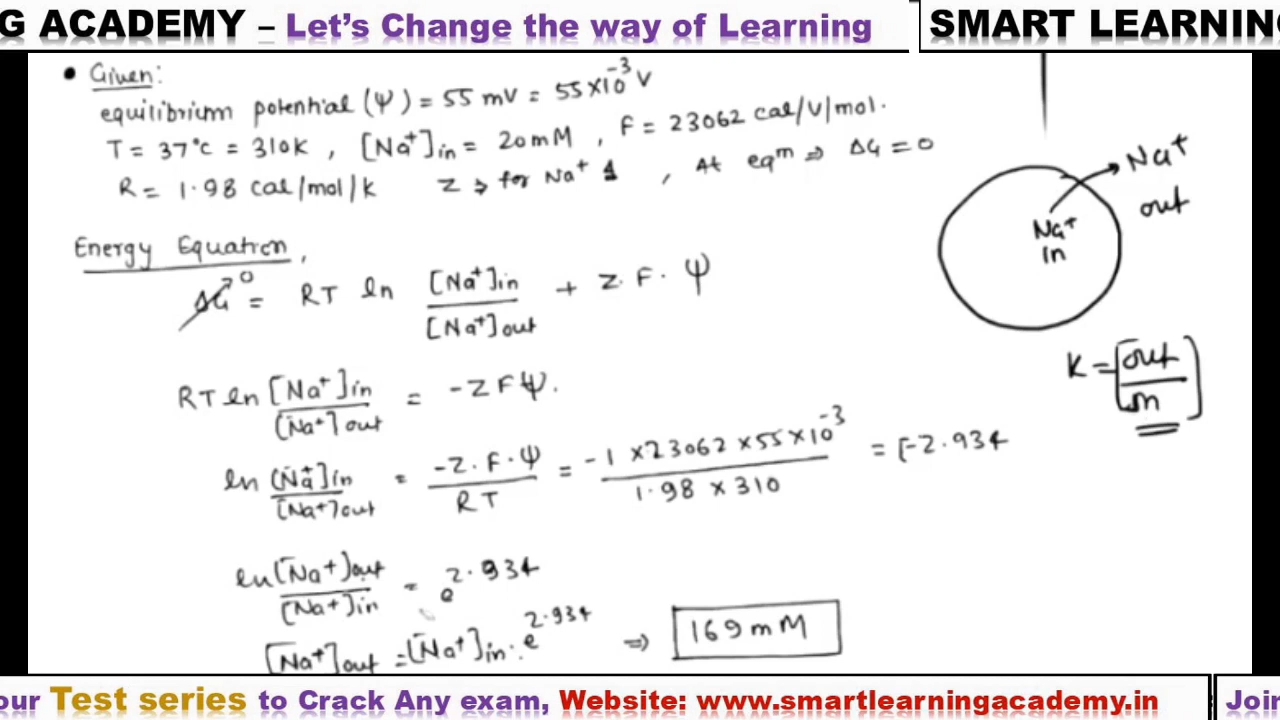 G ACADEMY – Let's Change the way of Learning
SMART LEARNING
• Given:
equilibrium potential (Ψ) = 55 mV = 55×10⁻³ V
T = 37°C = 310K , [Na⁺]in = 20mM , F = 23062 cal/V/mol.
R = 1.98 cal/mol/K Z → for Na⁺ 1 , At eqᵐ ⇒ ΔG = 0
Na⁺
out
Na⁺
in
Energy Equation,
ΔG → 0 = RT ln [Na⁺]in / [Na⁺]out + Z. F. Ψ
K = [out / in]
RT ln [Na⁺]in / [Na⁺]out = -ZFΨ.
ln [Na⁺]in / [Na⁺]out = -Z. F. Ψ / RT = -1 × 23062 × 55 × 10⁻³ / 1.98 × 310 = -2.934
ln [Na⁺]out / [Na⁺]in = e^2.934
[Na⁺]out = [Na⁺]in . e^2.934 ⇒ 169mM
our Test series to Crack Any exam, Website: www.smartlearningacademy.in
Join